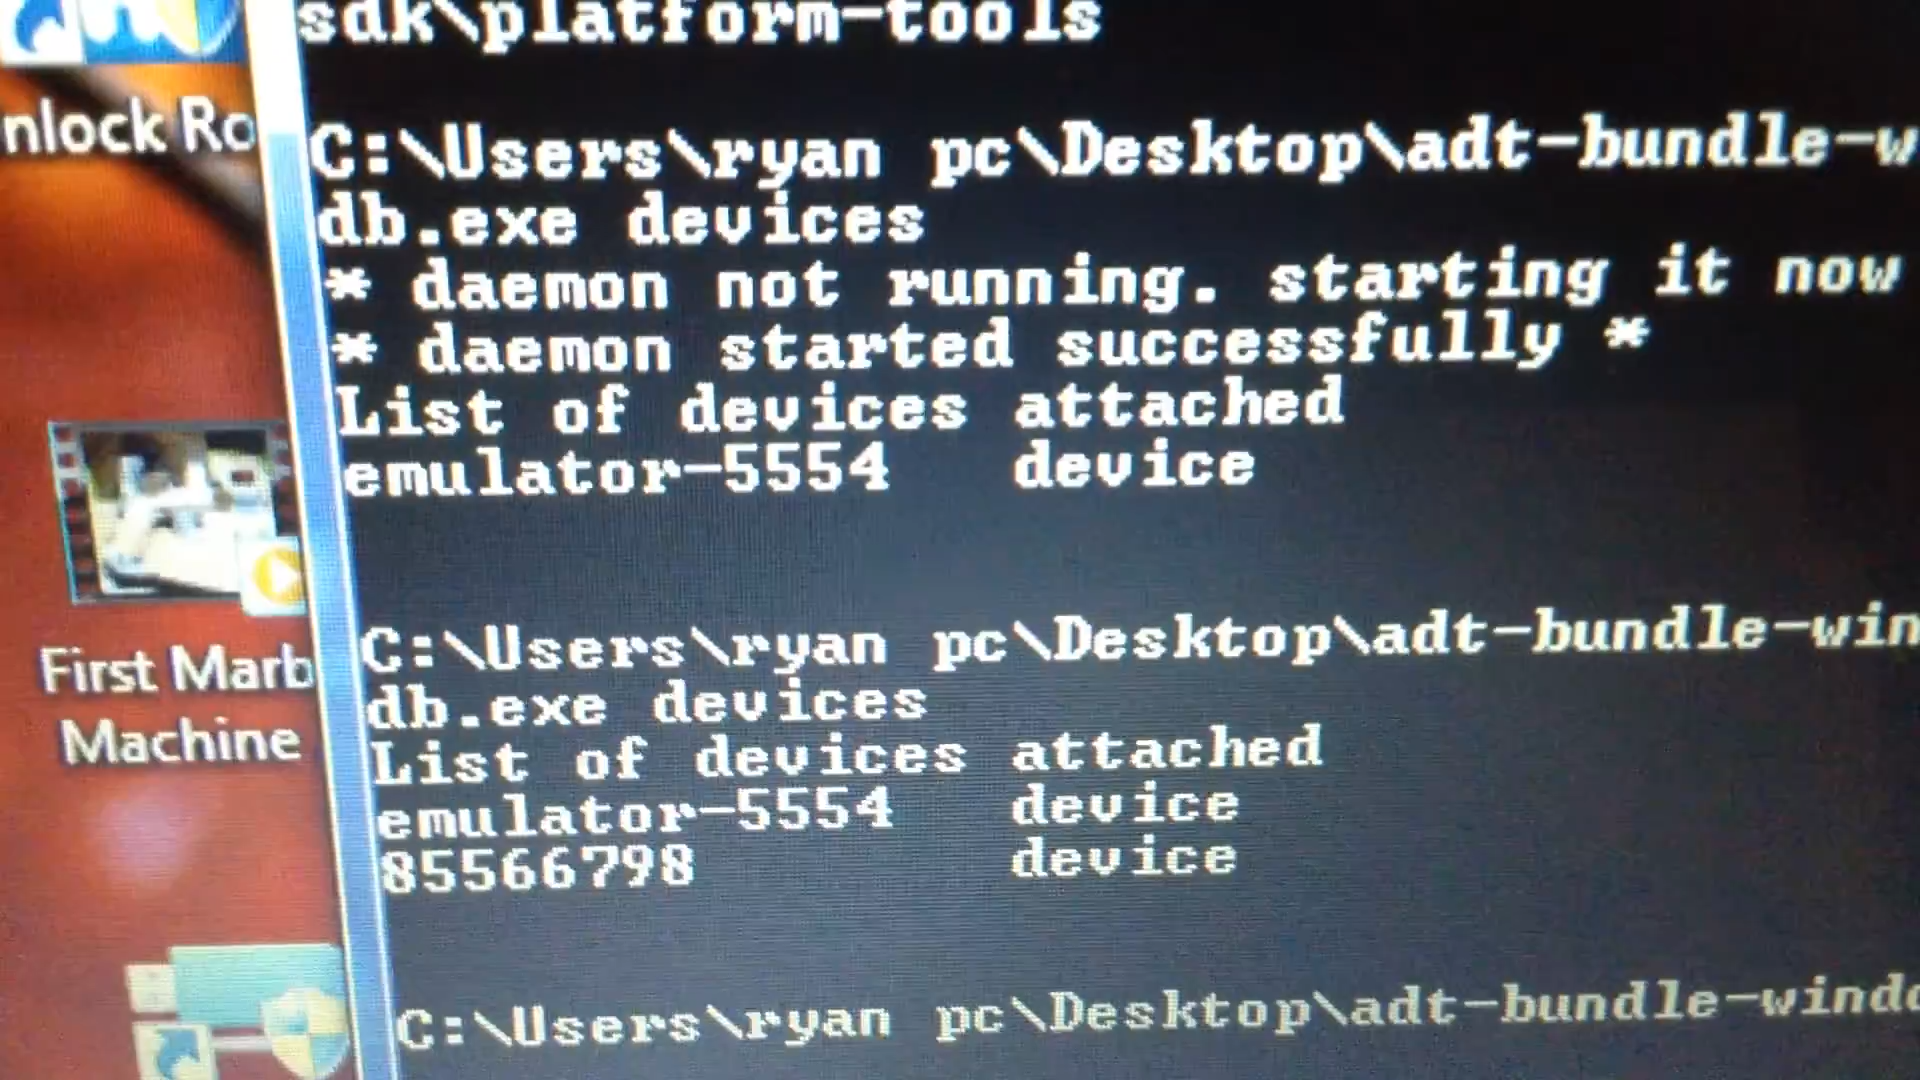 sdk\platform-tools
nlock Ro
C:\Users\ryan pc\Desktop\adt-bundle-w
db.exe devices
* daemon not running. starting it now
* daemon started successfully *
List of devices attached
emulator-5554 device
C:\Users\ryan pc\Desktop\adt-bundle-win
db.exe devices
List of devices attached
emulator-5554 device
85566798 device
C:\Users\ryan pc\Desktop\adt-bundle-windo
First Marb
Machine